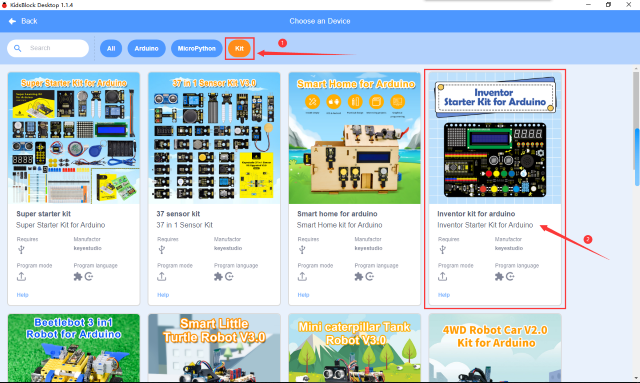 KidsBlock Desktop 1.1.4
Back
Choose an Device
Search
All
Arduino
MicroPython
Kit
1
Super Starter Kit for Arduino
37 in 1 Sensor Kit V3.0
Smart Home for Arduino
Inventor
Starter Kit for Arduino
Super starter kit
Super Starter Kit for Arduino
Requires
Manufactor
keyestudio
Program mode
Program language
Help
37 sensor kit
37 in 1 Sensor Kit
Requires
Manufactor
keyestudio
Program mode
Program language
Help
Smart home for arduino
Smart Home kit for Arduino
Requires
Manufactor
keyestudio
Program mode
Program language
Help
Inventor kit for arduino
Inventor Starter Kit for Arduino
2
Requires
Manufactor
keyestudio
Program mode
Program language
Help
Beetlebot 3 in1
Robot for Arduino
Smart Little
Turtle Robot V3.0
Mini caterpillar Tank
Robot V3.0
4WD Robot Car V2.0
Kit for Arduino